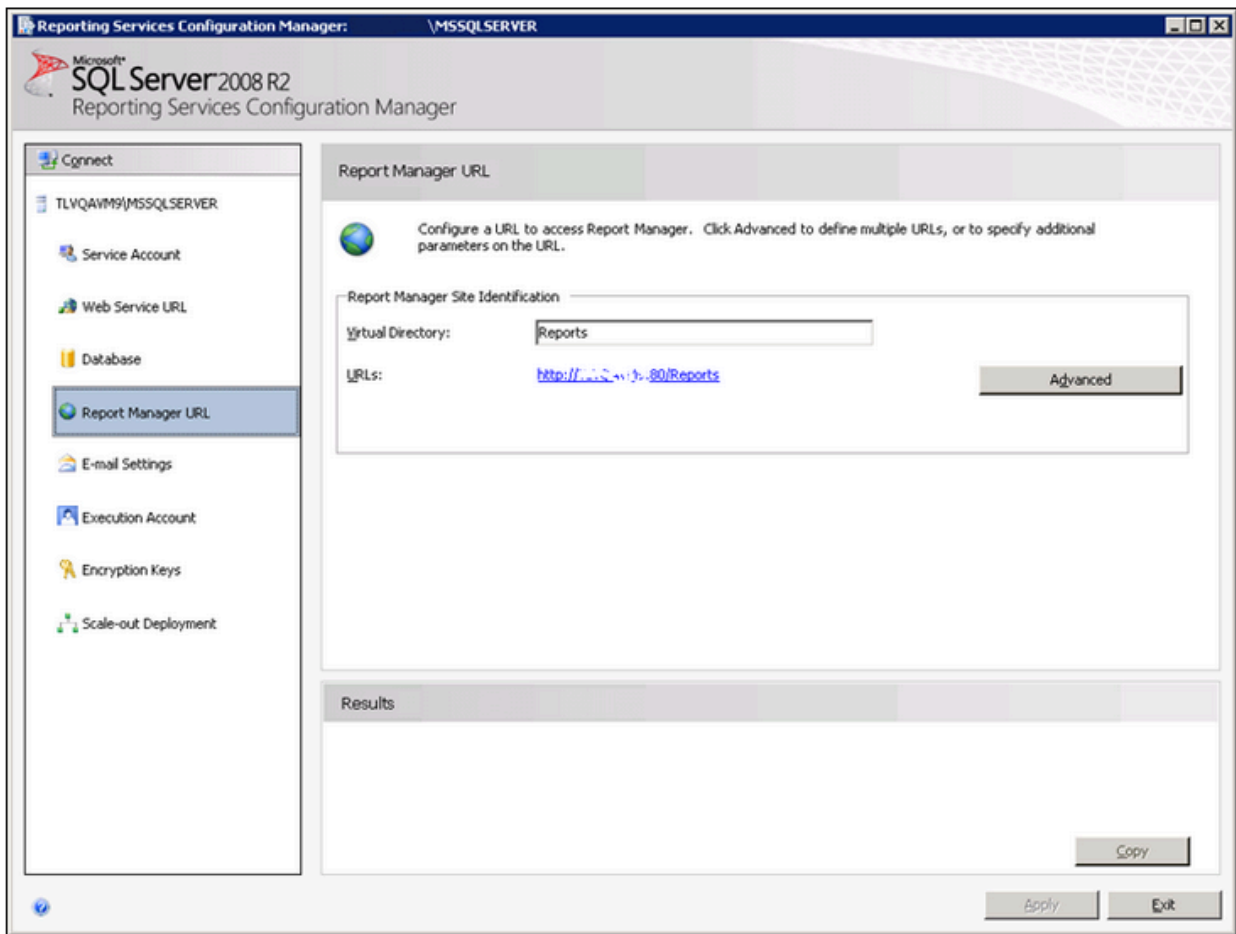 Reporting Services Configuration Manager: \MSSQLSERVER
Microsoft
SQL Server 2008 R2
Reporting Services Configuration Manager
Connect
TLVQAVM9\MSSQLSERVER
Service Account
Web Service URL
Database
Report Manager URL
E-mail Settings
Execution Account
Encryption Keys
Scale-out Deployment
Report Manager URL
Configure a URL to access Report Manager. Click Advanced to define multiple URLs, or to specify additional
parameters on the URL.
Report Manager Site Identification
Virtual Directory: Reports
URLs: http:// :80/Reports
Advanced
Results
Copy
Apply Exit